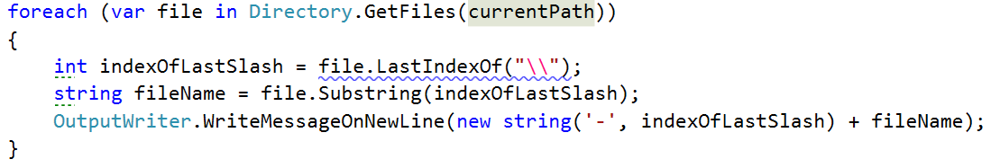 foreach (var file in Directory.GetFiles(currentPath))
{
    int indexOfLastSlash = file.LastIndexOf("\\");
    string fileName = file.Substring(indexOfLastSlash);
    OutputWriter.WriteMessageOnNewLine(new string('-', indexOfLastSlash) + fileName);
}